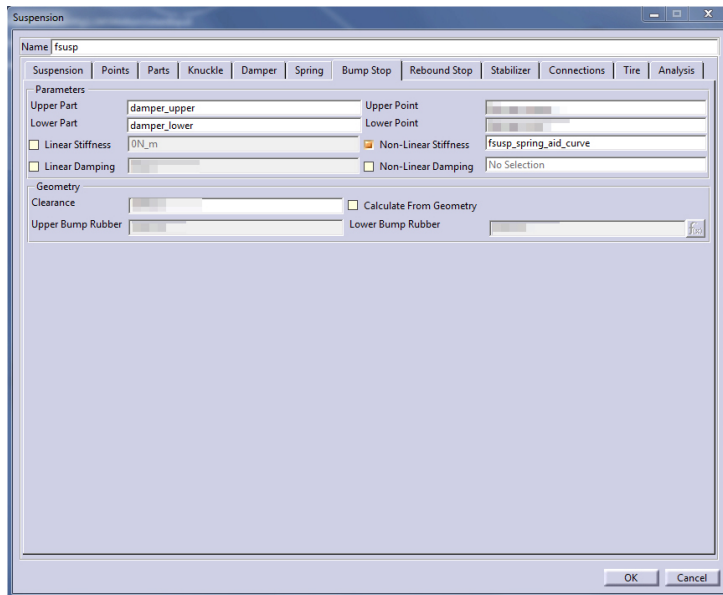 Suspension
Name fsusp
Suspension Points Parts Knuckle Damper Spring Bump Stop Rebound Stop Stabilizer Connections Tire Analysis
Parameters
Upper Part damper_upper Upper Point
Lower Part damper_lower Lower Point
Linear Stiffness 0N_m Non-Linear Stiffness fsusp_spring_aid_curve
Linear Damping Non-Linear Damping No Selection
Geometry
Clearance Calculate From Geometry
Upper Bump Rubber Lower Bump Rubber
OK Cancel